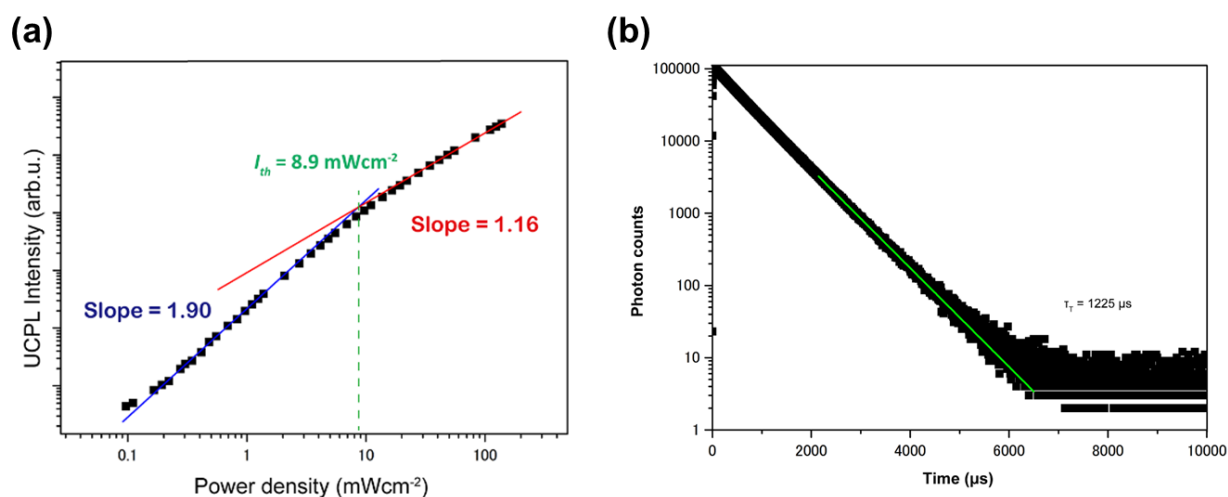 (a)
UCPL Intensity (arb.u.)
I_th = 8.9 mWcm⁻²
Slope = 1.16
Slope = 1.90
0.1 1 10 100
Power density (mWcm⁻²)
(b)
Photon counts
100000
10000
1000
100
10
1
τ_T = 1225 μs
0 2000 4000 6000 8000 10000
Time (μs)